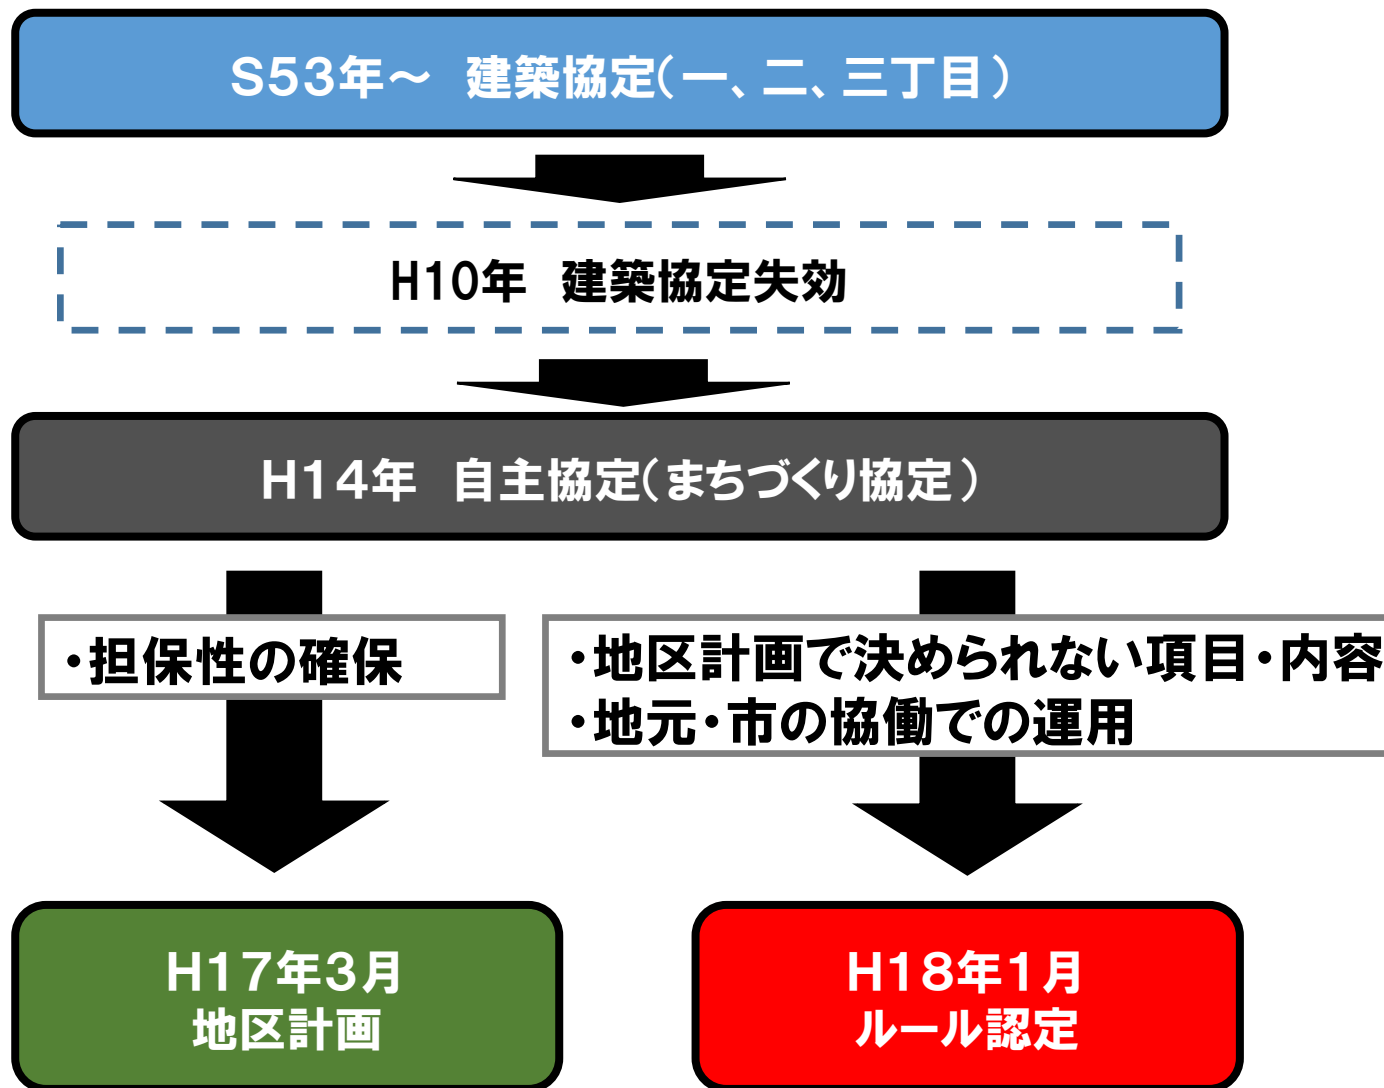 S53年～　建築協定(一、二、三丁目)
H10年　建築協定失効
H14年　自主協定(まちづくり協定)
・担保性の確保
・地区計画で決められない項目・内容
・地元・市の協働での運用
H17年3月
地区計画
H18年1月
ルール認定